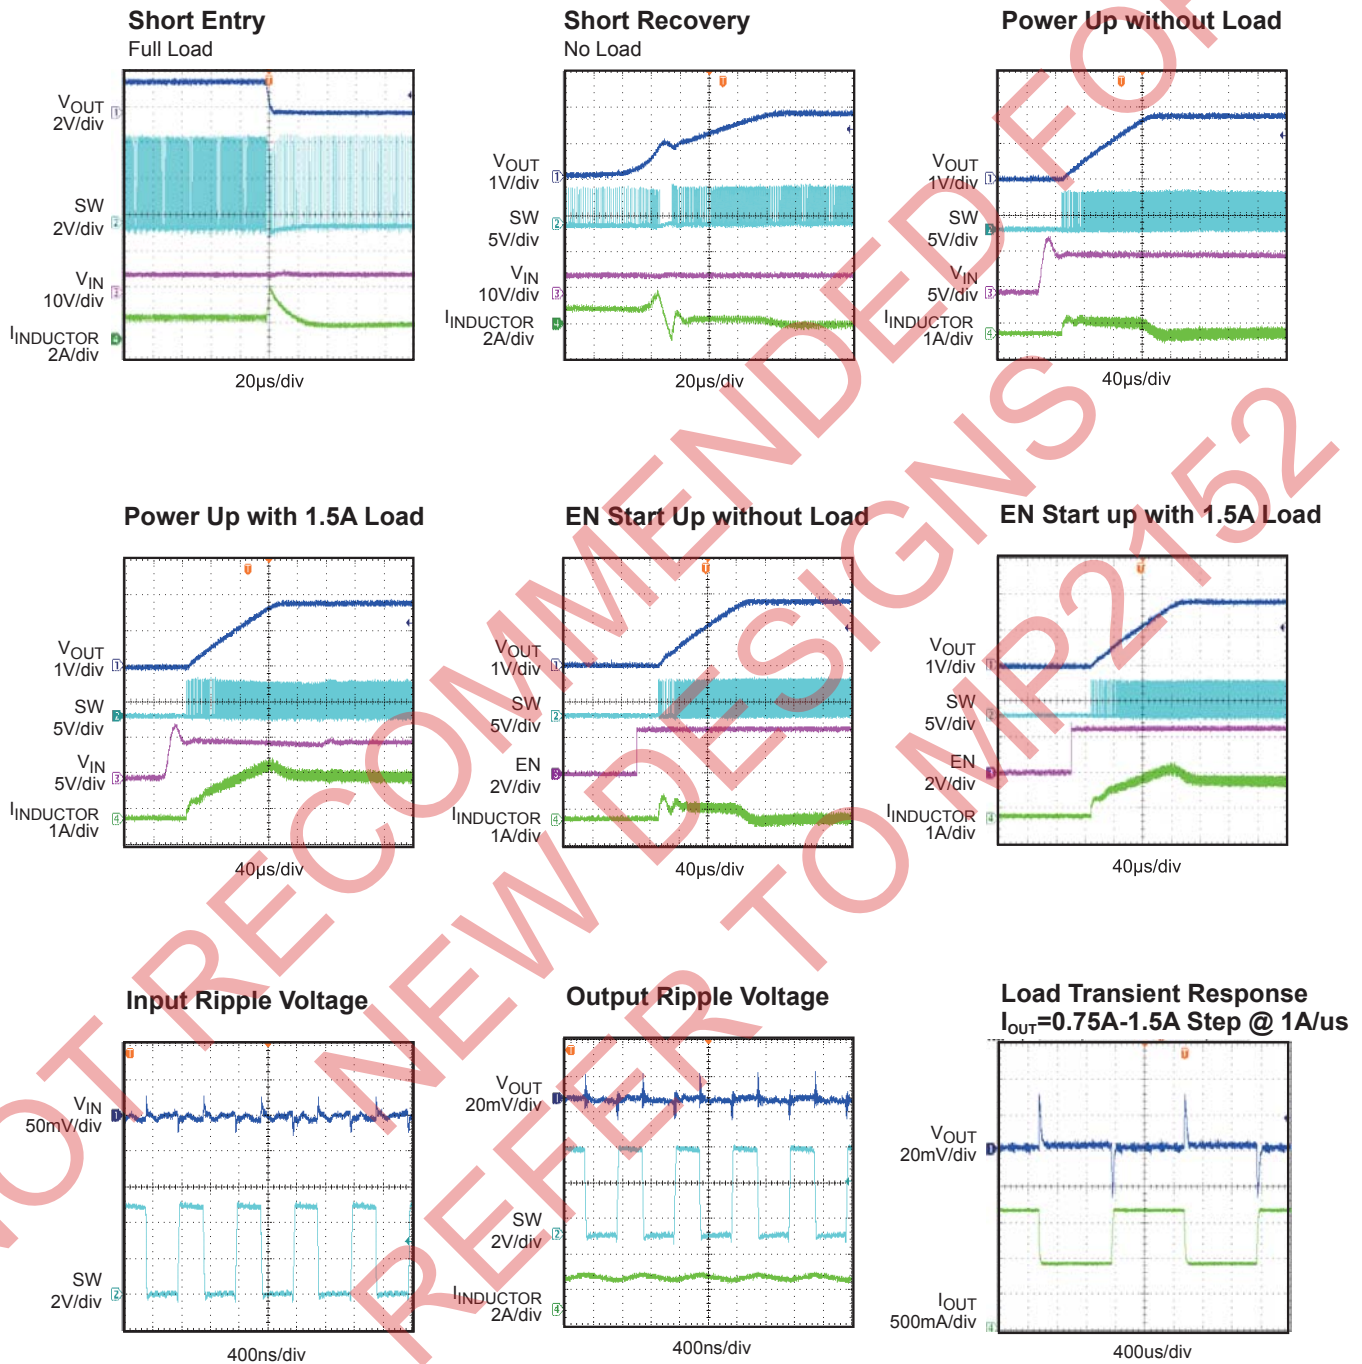 Short Entry
Full Load
VOUT
2V/div
SW
2V/div
VIN
10V/div
IINDUCTOR
2A/div
20µs/div
Short Recovery
No Load
VOUT
1V/div
SW
5V/div
VIN
10V/div
IINDUCTOR
2A/div
20µs/div
Power Up without Load
VOUT
1V/div
SW
5V/div
VIN
5V/div
IINDUCTOR
1A/div
40µs/div
Power Up with 1.5A Load
VOUT
1V/div
SW
5V/div
VIN
5V/div
IINDUCTOR
1A/div
40µs/div
EN Start Up without Load
VOUT
1V/div
SW
5V/div
EN
2V/div
IINDUCTOR
1A/div
40µs/div
EN Start up with 1.5A Load
VOUT
1V/div
SW
5V/div
EN
2V/div
IINDUCTOR
1A/div
40µs/div
Input Ripple Voltage
VIN
50mV/div
SW
2V/div
400ns/div
Output Ripple Voltage
VOUT
20mV/div
SW
2V/div
IINDUCTOR
2A/div
400ns/div
Load Transient Response
IOUT=0.75A-1.5A Step @ 1A/us
VOUT
20mV/div
IOUT
500mA/div
400us/div
NOT RECOMMENDED FOR
NEW DESIGNS
REFER TO MP2152